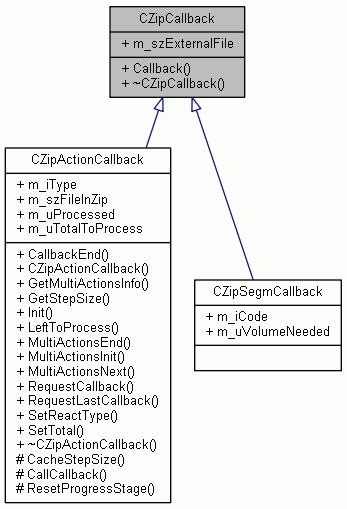 CZipCallback
+ m_szExternalFile
+ Callback()
+ ~CZipCallback()
CZipActionCallback
+ m_iType
+ m_szFileInZip
+ m_uProcessed
+ m_uTotalToProcess
+ CallbackEnd()
+ CZipActionCallback()
+ GetMultiActionsInfo()
+ GetStepSize()
+ Init()
+ LeftToProcess()
+ MultiActionsEnd()
+ MultiActionsInit()
+ MultiActionsNext()
+ RequestCallback()
+ RequestLastCallback()
+ SetReactType()
+ SetTotal()
+ ~CZipActionCallback()
# CacheStepSize()
# CallCallback()
# ResetProgressStage()
CZipSegmCallback
+ m_iCode
+ m_uVolumeNeeded